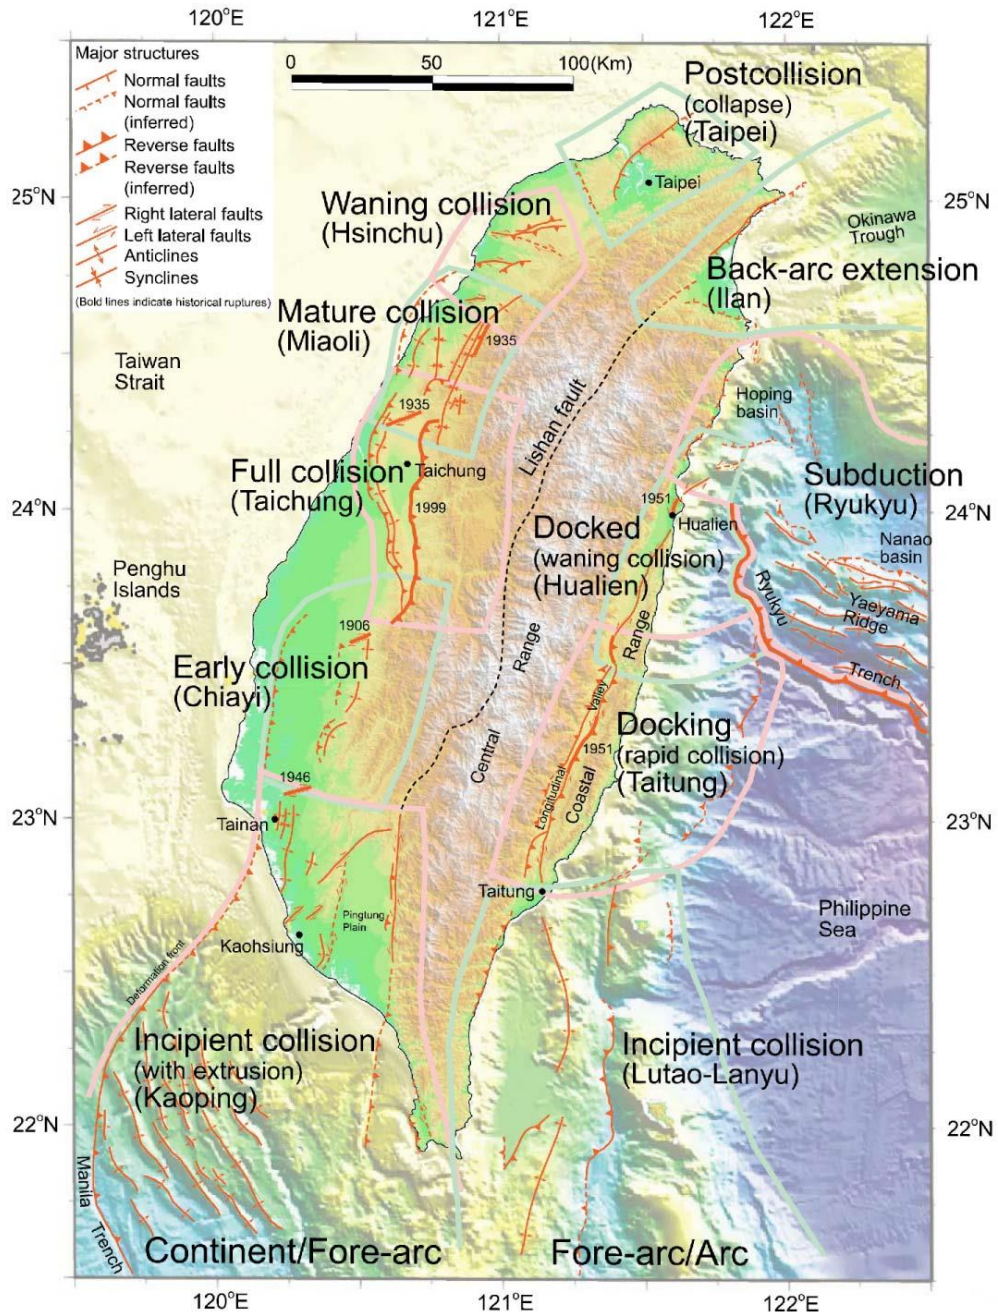 120°E
121°E
122°E
Major structures
Normal faults
Normal faults
(inferred)
Reverse faults
Reverse faults
(inferred)
Right lateral faults
Left lateral faults
Anticlines
Synclines
(Bold lines indicate historical ruptures)
0
50
100(Km)
Postcollision
(collapse)
(Taipei)
Taipei
25°N
25°N
Waning collision
(Hsinchu)
Okinawa
Trough
Back-arc extension
(Ilan)
Mature collision
(Miaoli)
1935
Taiwan
Strait
Hoping
basin
1935
Lishan fault
Full collision
(Taichung)
Taichung
1999
Subduction
(Ryukyu)
24°N
24°N
1951
Hualien
Docked
(waning collision)
(Hualien)
Nanao
basin
Penghu
Islands
Ryukyu
Trench
Yaeyama
Ridge
1906
Early collision
(Chiayi)
Central
Range
Coastal
Range
Longitudinal
Valley
Docking
(rapid collision)
(Taitung)
1951
1946
23°N
23°N
Tainan
Taitung
Pingtung
Plain
Philippine
Sea
Kaohsiung
Deformation front
Incipient collision
(with extrusion)
(Kaoping)
Incipient collision
(Lutao-Lanyu)
22°N
22°N
Manila
Trench
Continent/Fore-arc
Fore-arc/Arc
120°E
121°E
122°E